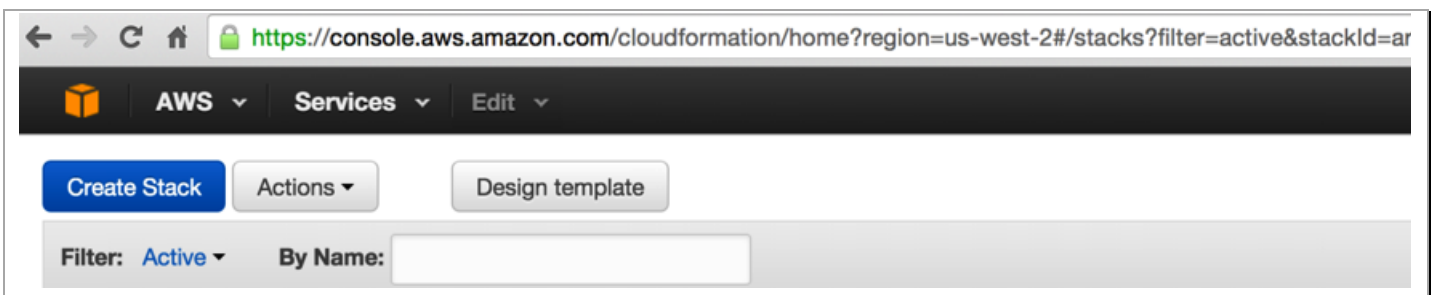 https://console.aws.amazon.com/cloudformation/home?region=us-west-2#/stacks?filter=active&stackId=ar
AWS Services Edit
Create Stack Actions Design template
Filter: Active By Name: